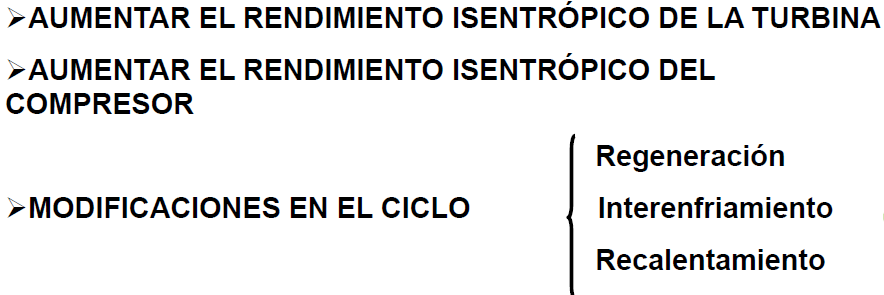 ➢AUMENTAR EL RENDIMIENTO ISENTRÓPICO DE LA TURBINA
➢AUMENTAR EL RENDIMIENTO ISENTRÓPICO DEL
COMPRESOR
➢MODIFICACIONES EN EL CICLO
Regeneración
Interenfriamiento
Recalentamiento